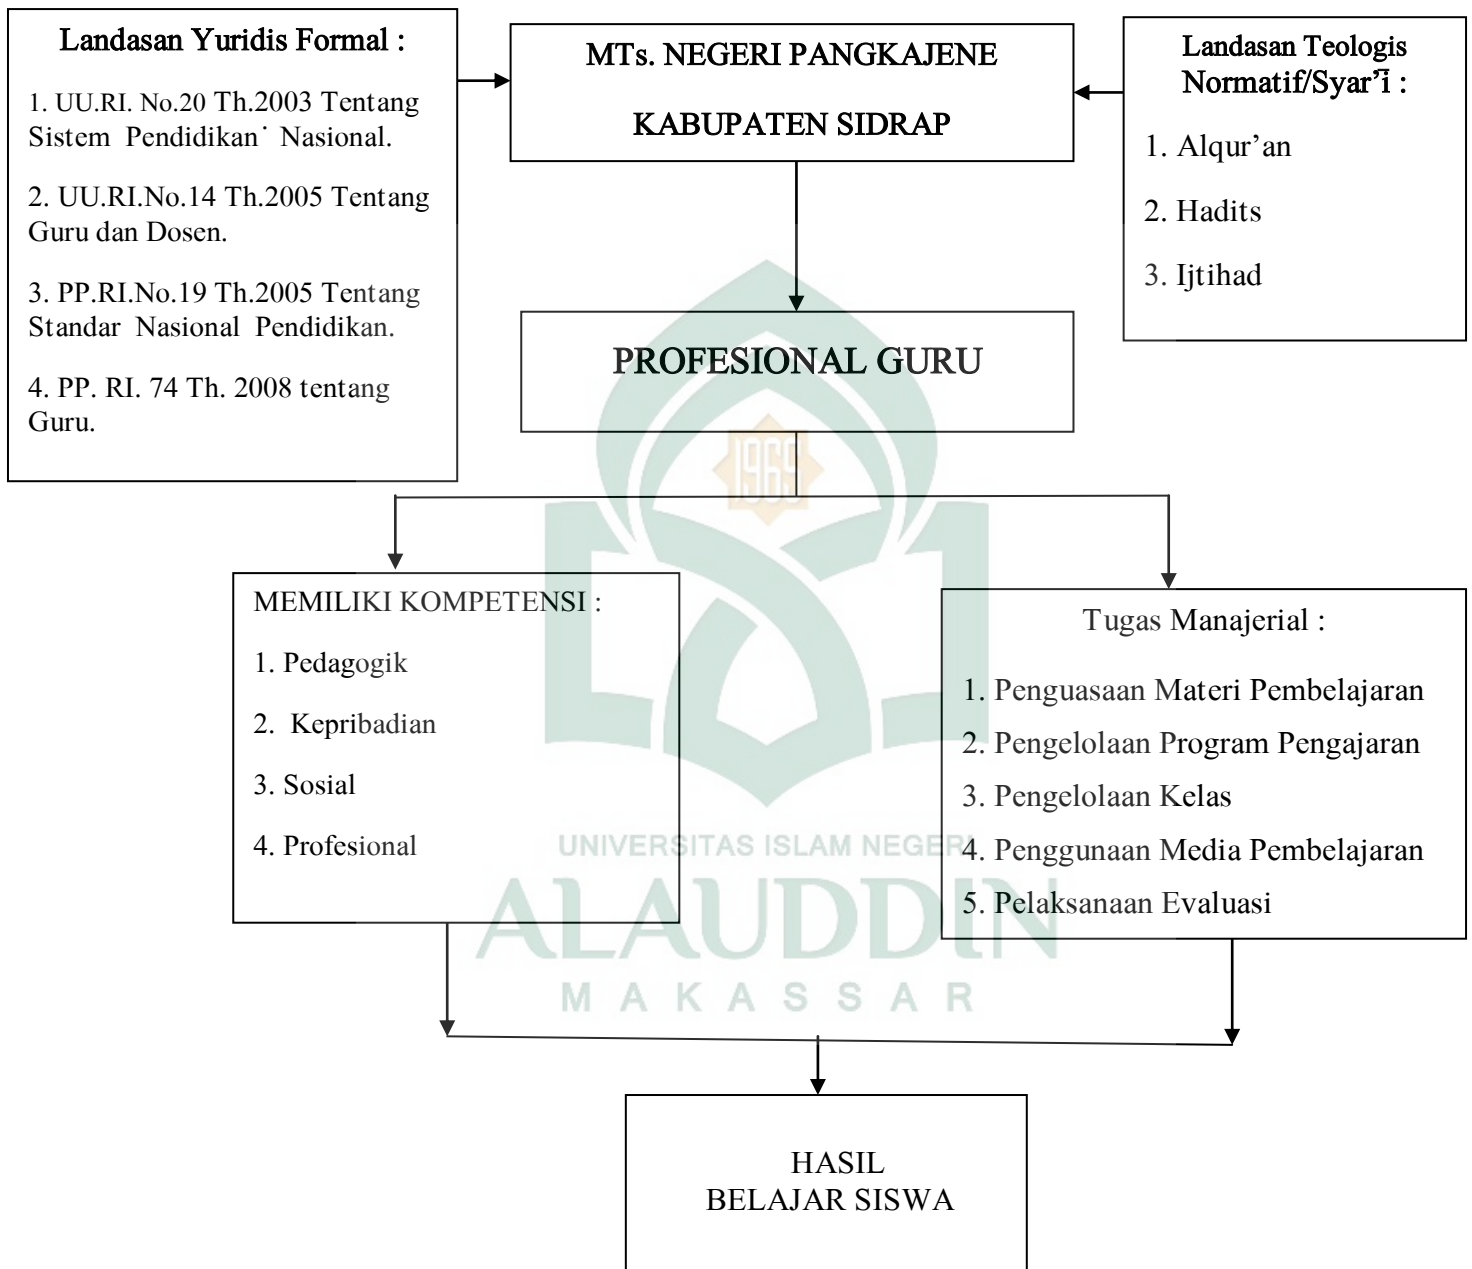 Landasan Yuridis Formal :
1. UU.RI. No.20 Th.2003 Tentang
Sistem Pendidikan˙ Nasional.
2. UU.RI.No.14 Th.2005 Tentang
Guru dan Dosen.
3. PP.RI.No.19 Th.2005 Tentang
Standar Nasional Pendidikan.
4. PP. RI. 74 Th. 2008 tentang
Guru.
MTs. NEGERI PANGKAJENE
KABUPATEN SIDRAP
Landasan Teologis
Normatif/Syar’ī :
1. Alqur’an
2. Hadits
3. Ijtihad
PROFESIONAL GURU
1965
MEMILIKI KOMPETENSI :
1. Pedagogik
2. Kepribadian
3. Sosial
4. Profesional
Tugas Manajerial :
1. Penguasaan Materi Pembelajaran
2. Pengelolaan Program Pengajaran
3. Pengelolaan Kelas
4. Penggunaan Media Pembelajaran
5. Pelaksanaan Evaluasi
UNIVERSITAS ISLAM NEGERI
ALAUDDIN
MAKASSAR
HASIL
BELAJAR SISWA